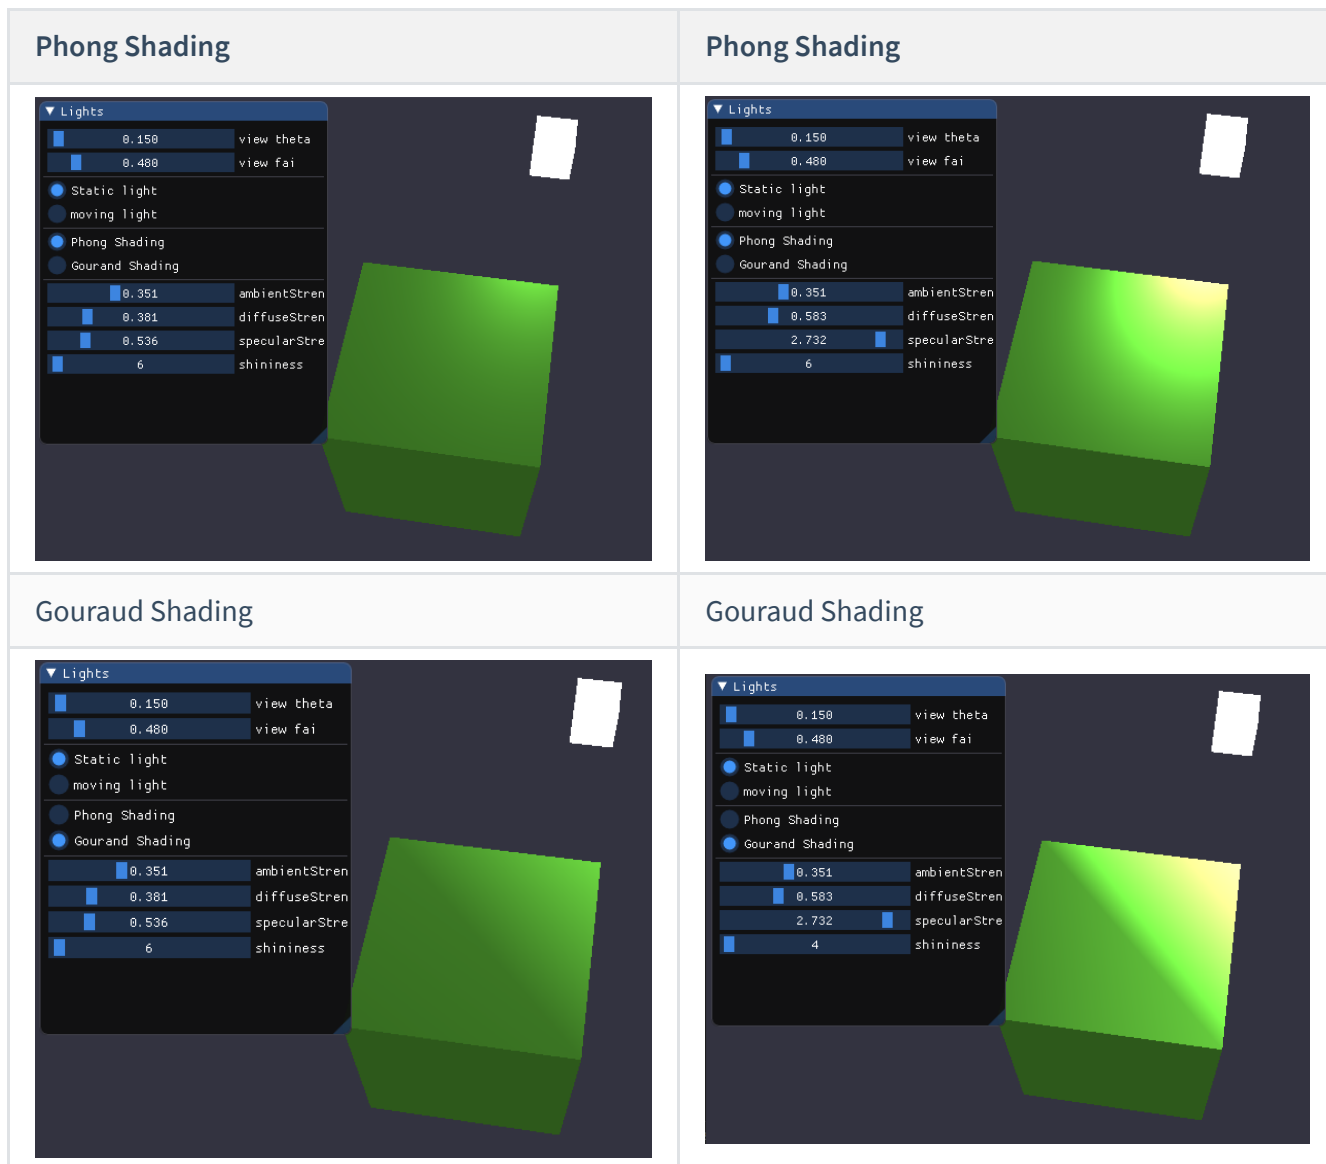 Phong Shading
Phong Shading
Lights
0.150 view theta
0.480 view fai
Static light
moving light
Phong Shading
Gourand Shading
0.351 ambientStren
0.381 diffuseStren
0.536 specularStre
6 shininess
Lights
0.150 view theta
0.480 view fai
Static light
moving light
Phong Shading
Gourand Shading
0.351 ambientStren
0.583 diffuseStren
2.732 specularStre
6 shininess
Gouraud Shading
Gouraud Shading
Lights
0.150 view theta
0.480 view fai
Static light
moving light
Phong Shading
Gourand Shading
0.351 ambientStren
0.381 diffuseStren
0.536 specularStre
6 shininess
Lights
0.150 view theta
0.480 view fai
Static light
moving light
Phong Shading
Gourand Shading
0.351 ambientStren
0.583 diffuseStren
2.732 specularStre
4 shininess